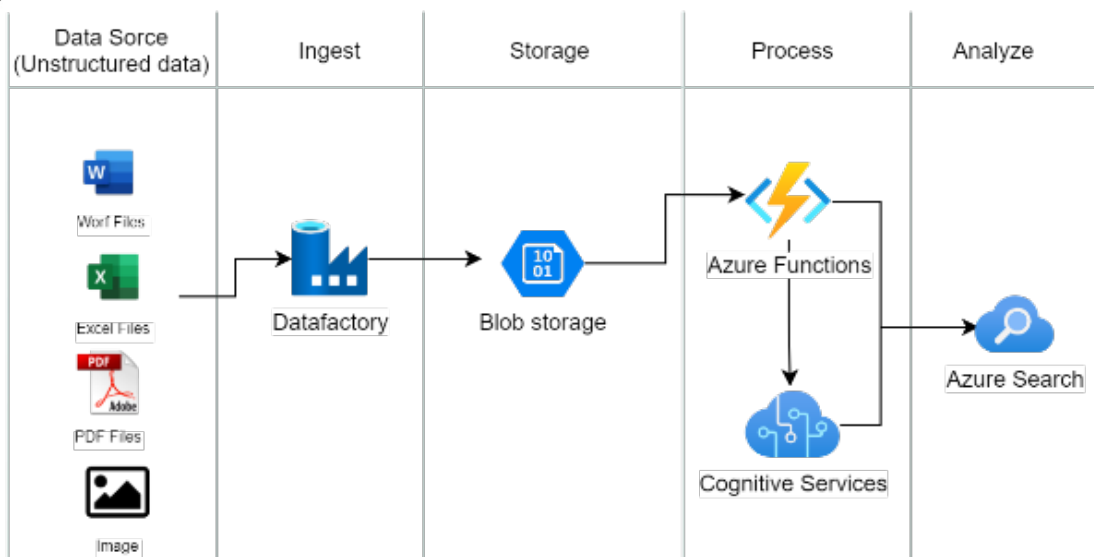 Data Sorce
(Unstructured data)
Ingest
Storage
Process
Analyze
W
Worf Files
X
Excel Files
PDF
Adobe
PDF Files
Image
Datafactory
10
01
Blob storage
Azure Functions
Cognitive Services
Azure Search